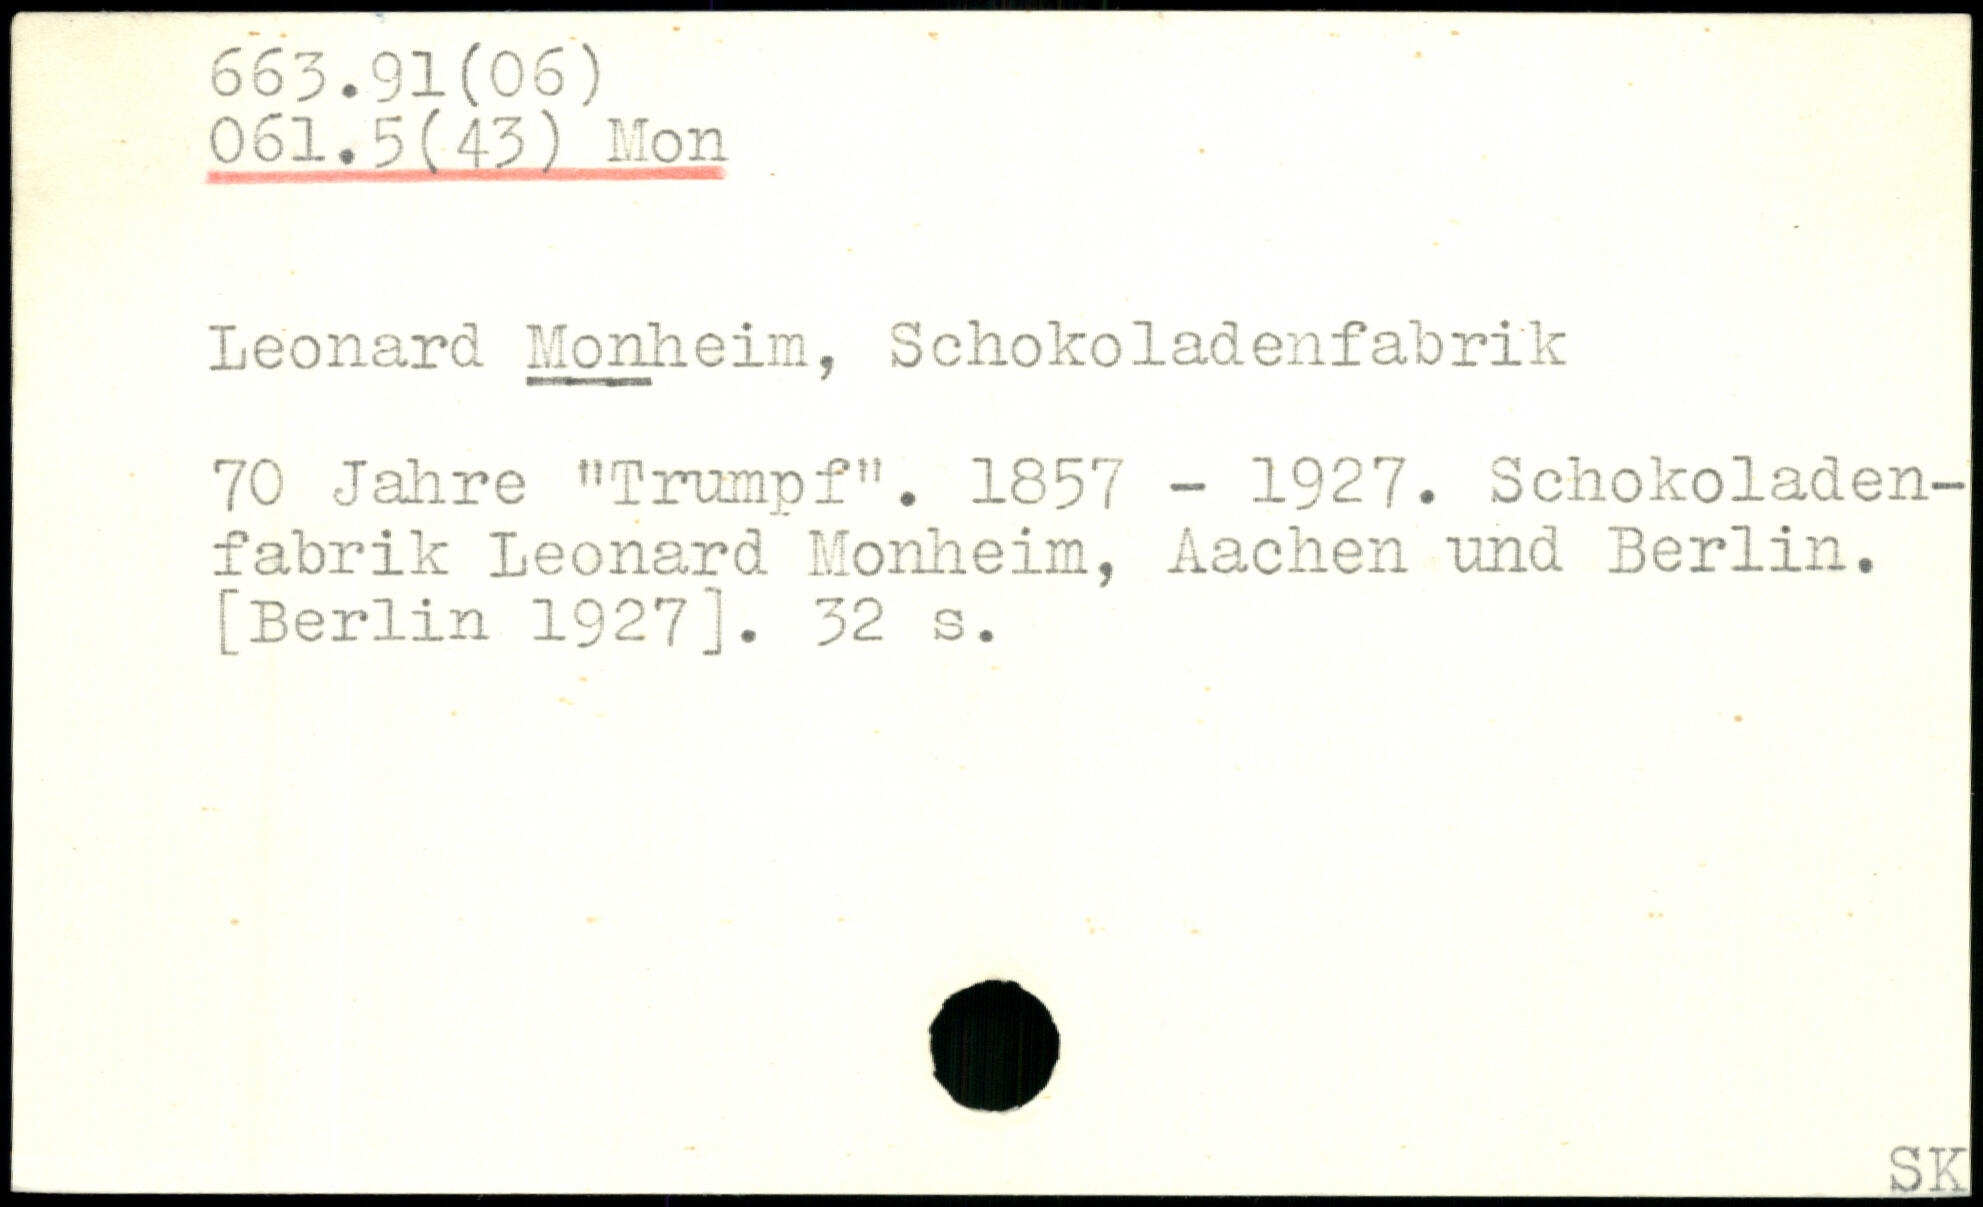 663.91(06)
061.5(43) Mon
Leonard Monheim, Schokoladenfabrik
70 Jahre "Trumpf". 1857 - 1927. Schokoladen-
fabrik Leonard Monheim, Aachen und Berlin.
[Berlin 1927]. 32 s.
SK